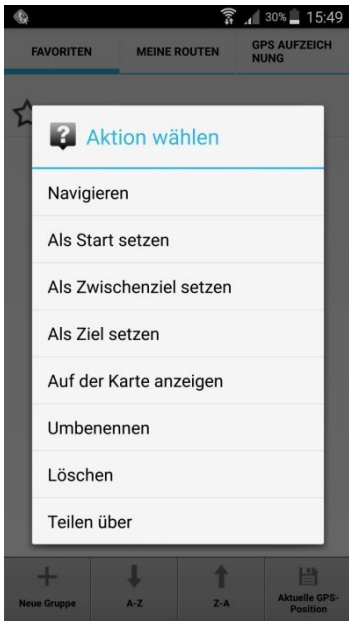 30% 15:49
FAVORITEN
MEINE ROUTEN
GPS AUFZEICH
NUNG
Aktion wählen
Navigieren
Als Start setzen
Als Zwischenziel setzen
Als Ziel setzen
Auf der Karte anzeigen
Umbenennen
Löschen
Teilen über
Neue Gruppe
A-Z
Z-A
Aktuelle GPS-
Position